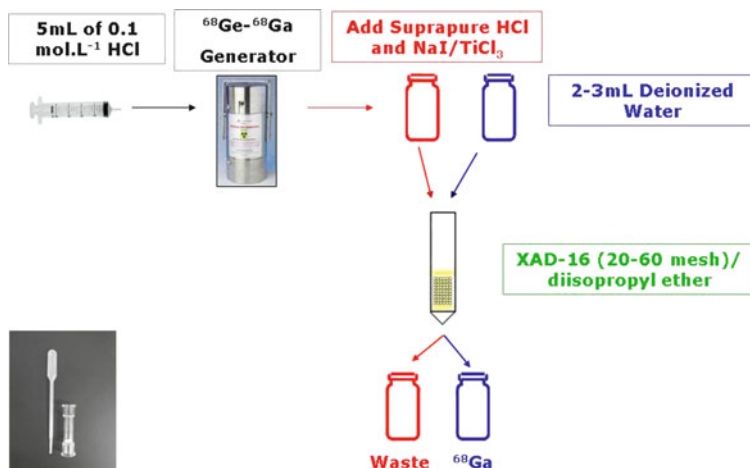 5mL of 0.1
mol.L⁻¹ HCl
⁶⁸Ge-⁶⁸Ga
Generator
Add Suprapure HCl
and NaI/TiCl₃
2-3mL Deionized
Water
XAD-16 (20-60 mesh)/
diisopropyl ether
Waste
⁶⁸Ga